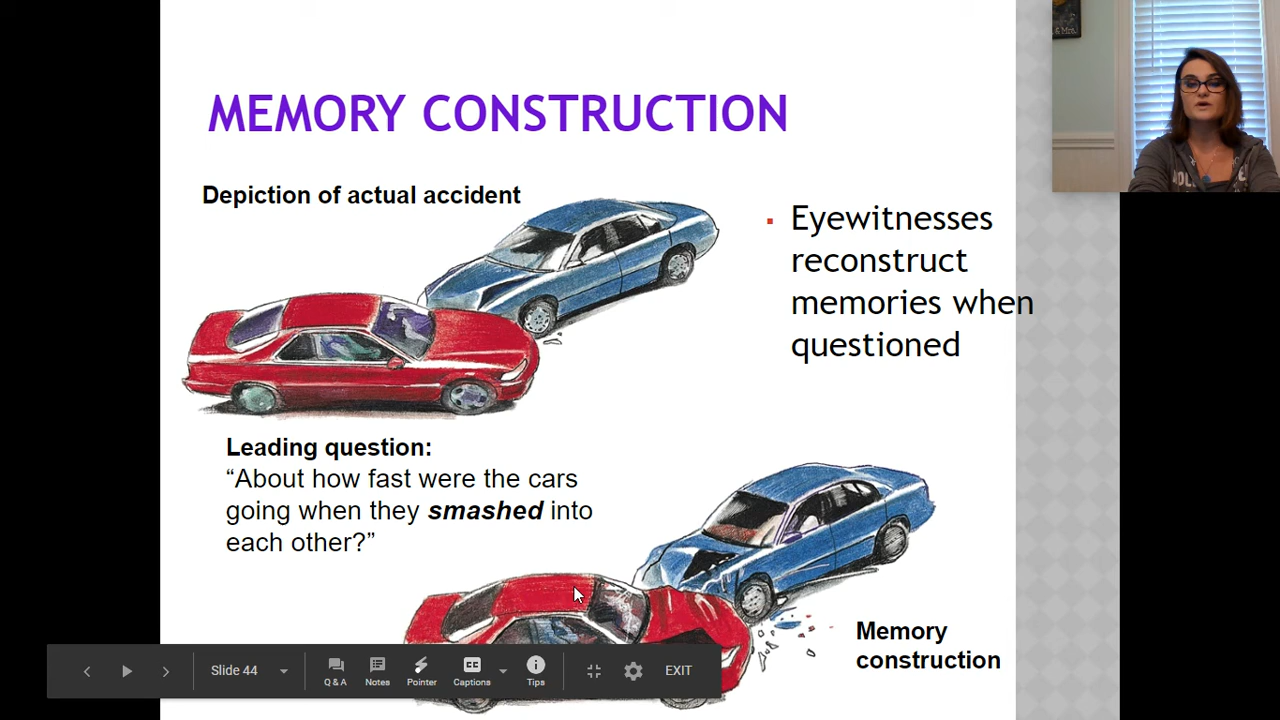 MEMORY CONSTRUCTION
Depiction of actual accident
▪ Eyewitnesses
reconstruct
memories when
questioned
Leading question:
“About how fast were the cars
going when they smashed into
each other?”
Memory
construction
Slide 44
Q & A
Notes
Pointer
CC
Captions
Tips
EXIT